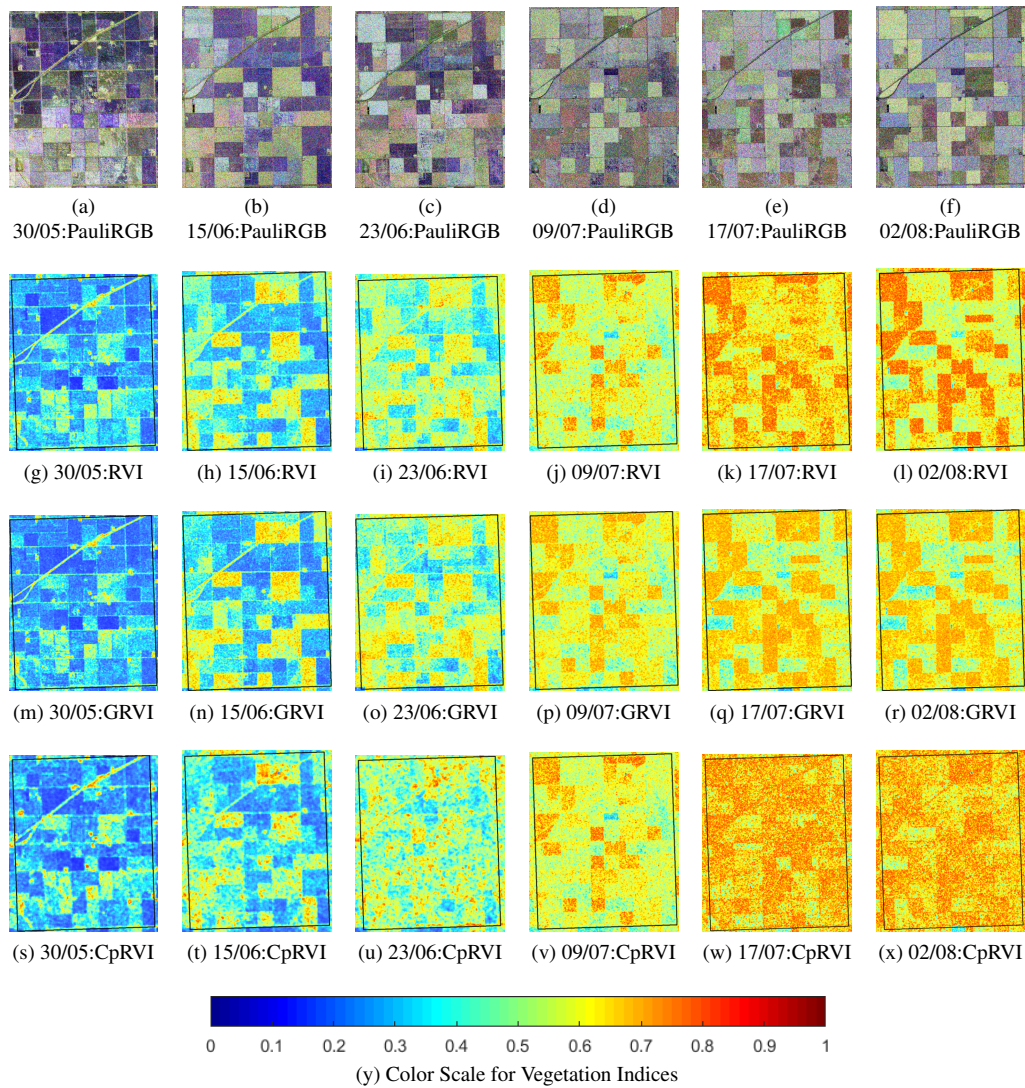 (a) (b) (c) (d) (e) (f)
30/05:PauliRGB 15/06:PauliRGB 23/06:PauliRGB 09/07:PauliRGB 17/07:PauliRGB 02/08:PauliRGB
(g) 30/05:RVI (h) 15/06:RVI (i) 23/06:RVI (j) 09/07:RVI (k) 17/07:RVI (l) 02/08:RVI
(m) 30/05:GRVI (n) 15/06:GRVI (o) 23/06:GRVI (p) 09/07:GRVI (q) 17/07:GRVI (r) 02/08:GRVI
(s) 30/05:CpRVI (t) 15/06:CpRVI (u) 23/06:CpRVI (v) 09/07:CpRVI (w) 17/07:CpRVI (x) 02/08:CpRVI
0 0.1 0.2 0.3 0.4 0.5 0.6 0.7 0.8 0.9 1
(y) Color Scale for Vegetation Indices